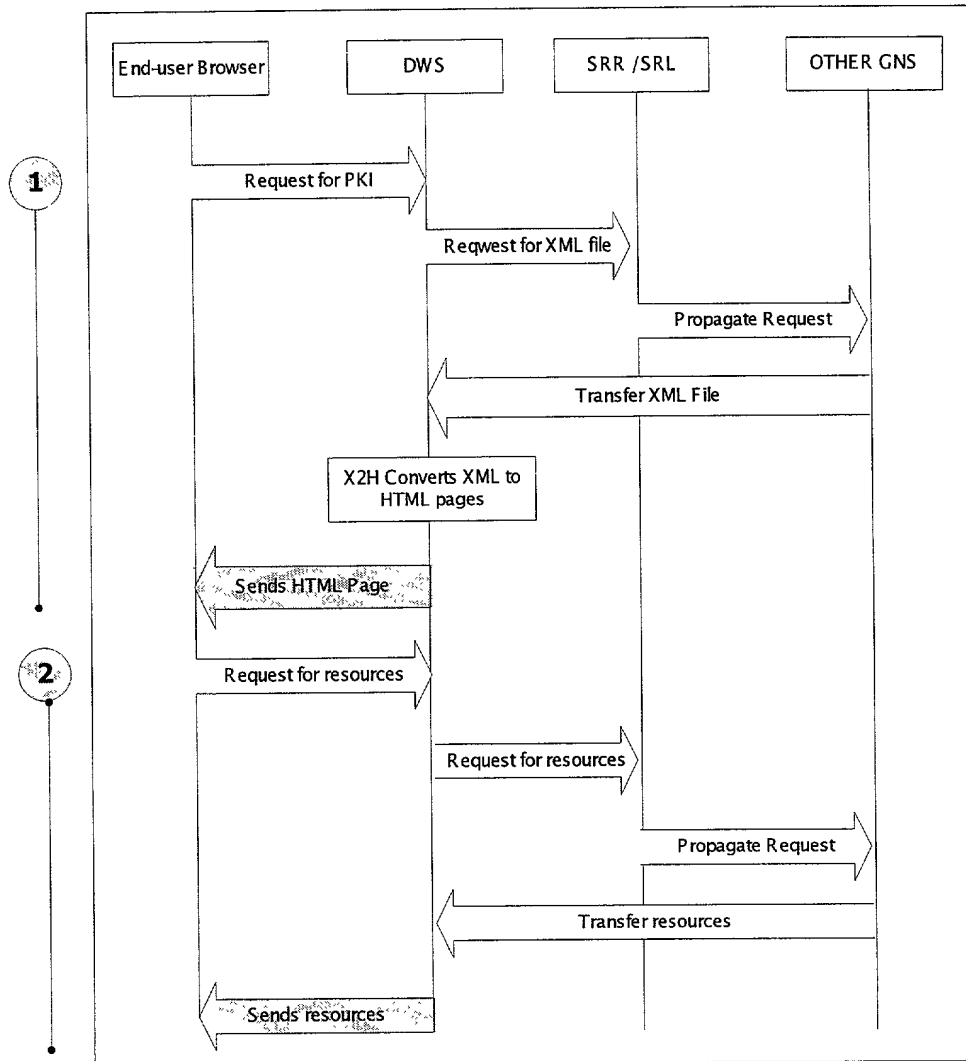 End-user Browser
DWS
SRR /SRL
OTHER GNS
1
Request for PKI
Reqwest for XML file
Propagate Request
Transfer XML File
X2H Converts XML to
HTML pages
Sends HTML Page
2
Request for resources
Request for resources
Propagate Request
Transfer resources
Sends resources